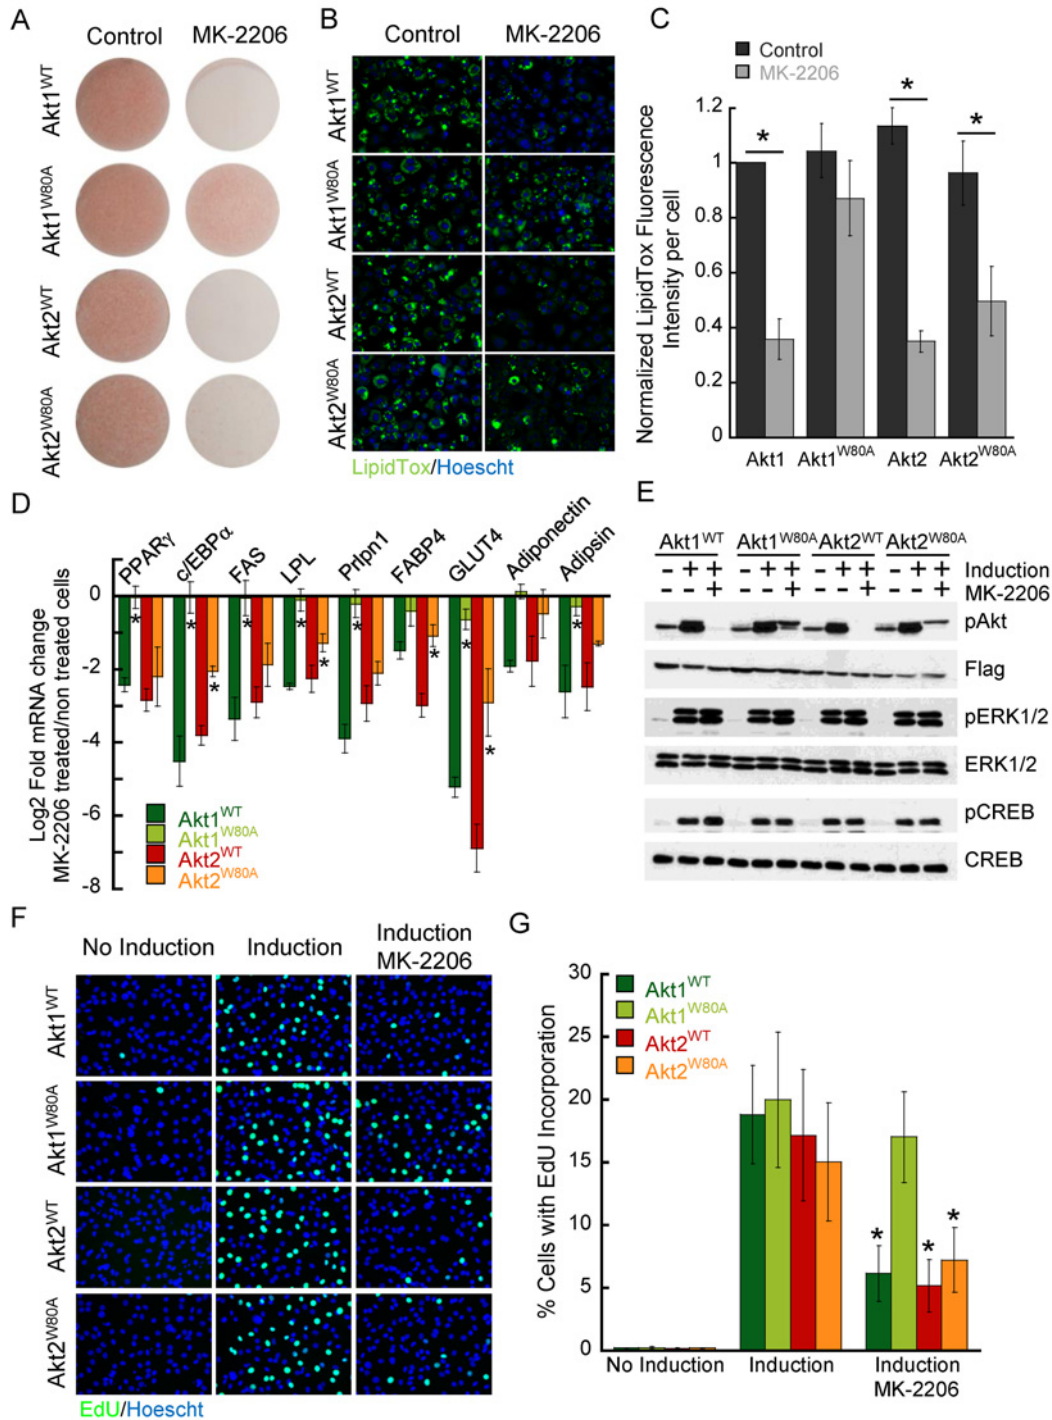 A
Control MK-2206
Akt1WT
Akt1W80A
Akt2WT
Akt2W80A
B
Control MK-2206
Akt1WT
Akt1W80A
Akt2WT
Akt2W80A
LipidTox/Hoescht
C
Control
MK-2206
Normalized LipidTox Fluorescence
Intensity per cell
1.2
1
0.8
0.6
0.4
0.2
0
* * *
Akt1 Akt1W80A Akt2 Akt2W80A
D
PPARγ c/EBPα FAS LPL Prlpn1 FABP4 GLUT4 Adiponectin Adipsin
Log2 Fold mRNA change
MK-2206 treated/non treated cells
0
-2
-4
-6
-8
* * * * * * * * * *
Akt1WT
Akt1W80A
Akt2WT
Akt2W80A
E
Akt1WT Akt1W80A Akt2WT Akt2W80A
- + + - + + - + + - + + Induction
+ + + + MK-2206
pAkt
Flag
pERK1/2
ERK1/2
pCREB
CREB
F
No Induction Induction Induction
MK-2206
Akt1WT
Akt1W80A
Akt2WT
Akt2W80A
EdU/Hoescht
G
% Cells with EdU Incorporation
30
25
20
15
10
5
0
Akt1WT
Akt1W80A
Akt2WT
Akt2W80A
* * *
No Induction Induction Induction
MK-2206